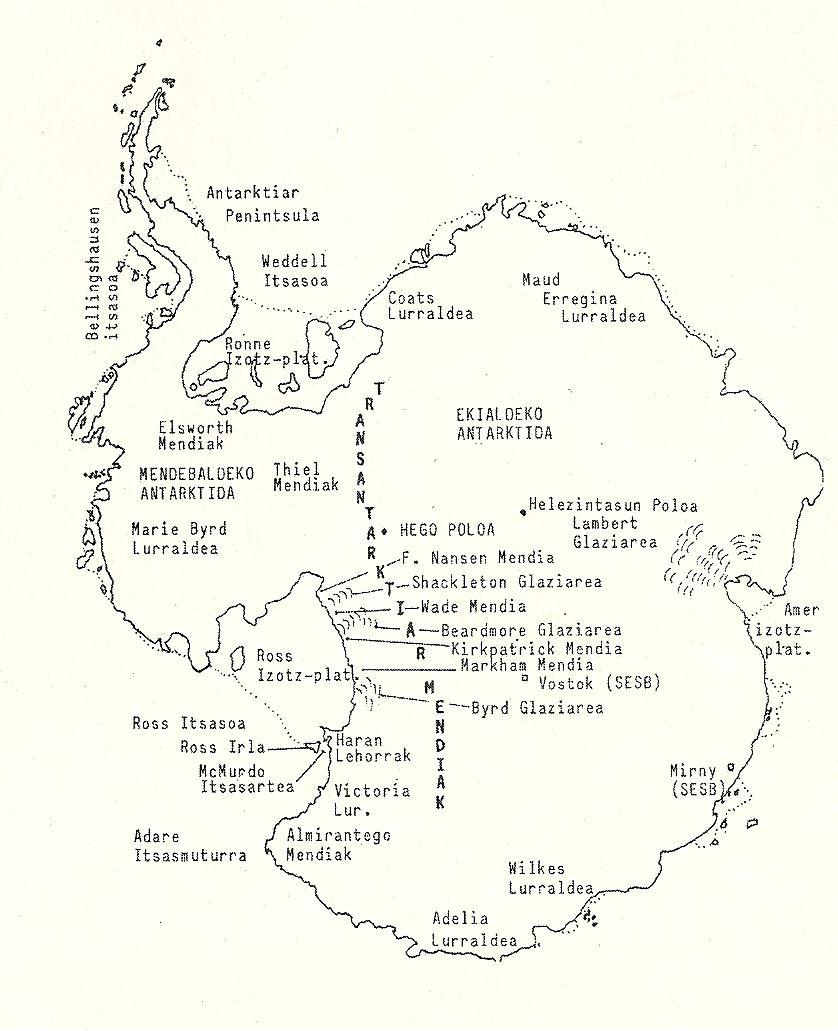 Antarktiar
Penintsula
Bellingshausen
itsasoa
Weddell
Itsasoa
Coats
Lurraldea
Maud
Erregina
Lurraldea
Ronne
Izotz-plat.
TRANSANTARKTIAR
MENDIAK
Elsworth
Mendiak
EKIALDEKO
ANTARKTIDA
MENDEBALDEKO
ANTARKTIDA
Thiel
Mendiak
Marie Byrd
Lurraldea
HEGO POLOA
Helezintasun Poloa
Lambert
Glaziarea
F. Nansen Mendia
Shackleton Glaziarea
Wade Mendia
Beardmore Glaziarea
Kirkpatrick Mendia
Markham Mendia
Vostok (SESB)
Byrd Glaziarea
Amer
izotz-
plat.
Ross
Izotz-plat.
Ross Itsasoa
Ross Irla
McMurdo
Itsasartea
Haran
Lehorrak
Victoria
Lur.
Mirny
(SESB)
Adare
Itsasmuturra
Almirantego
Mendiak
Wilkes
Lurraldea
Adelia
Lurraldea